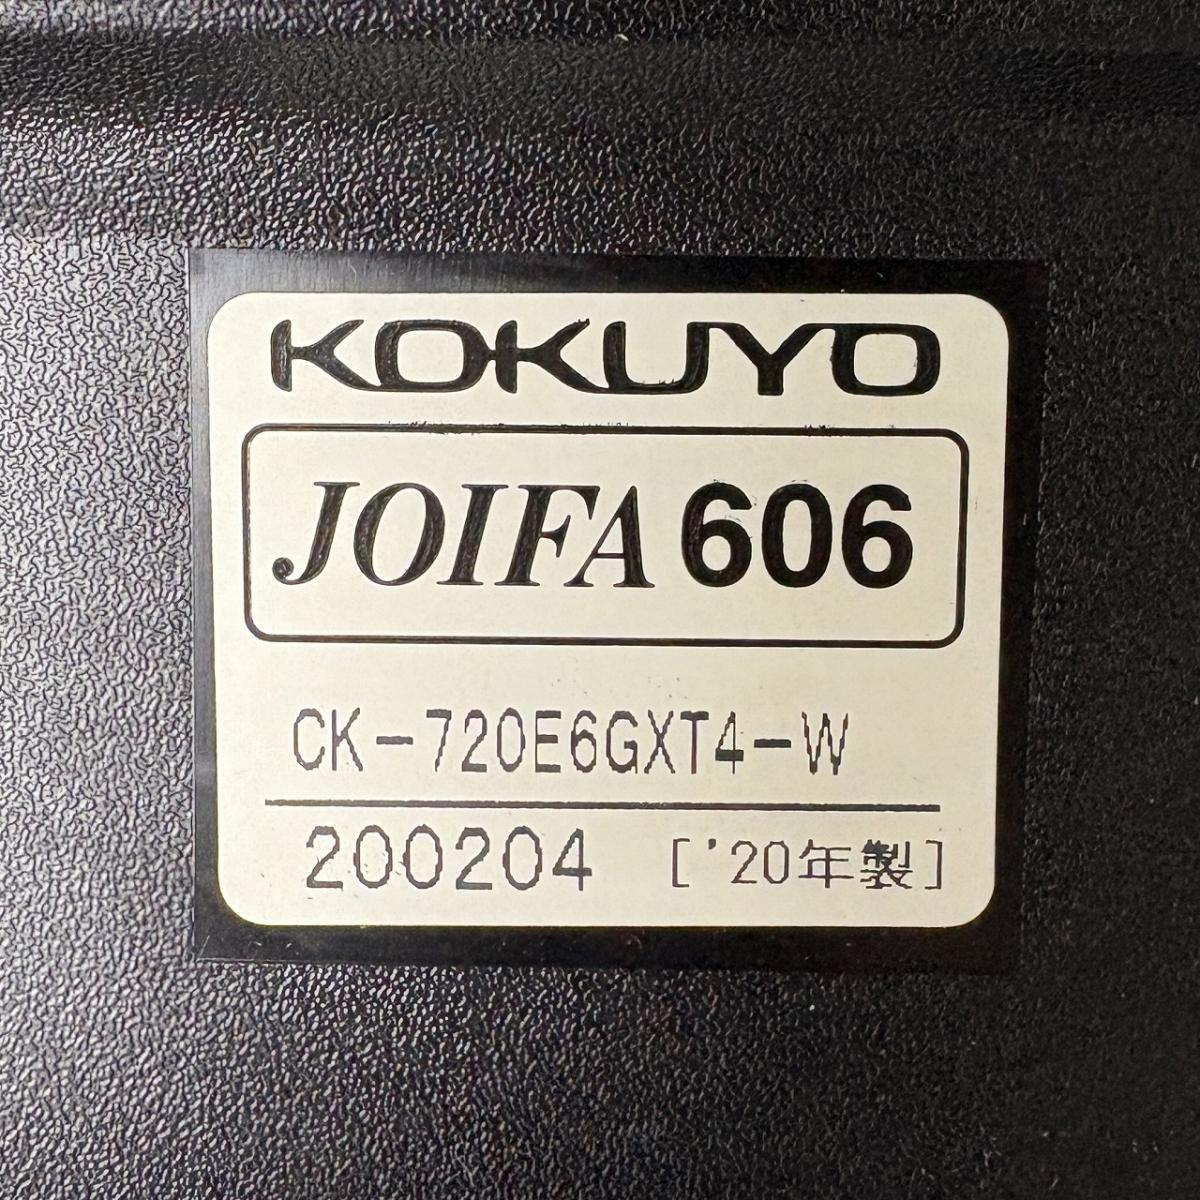 KOKUYO
JOIFA 606
CK-720E6GXT4-W
200204 ['20年製]